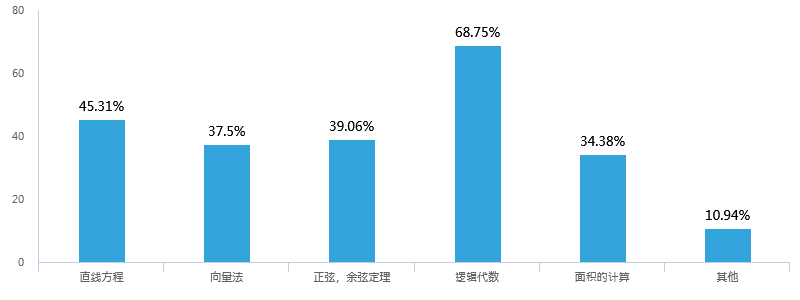 80
60
40
20
0
45.31%
37.5%
39.06%
68.75%
34.38%
10.94%
直线方程
向量法
正弦，余弦定理
逻辑代数
面积的计算
其他